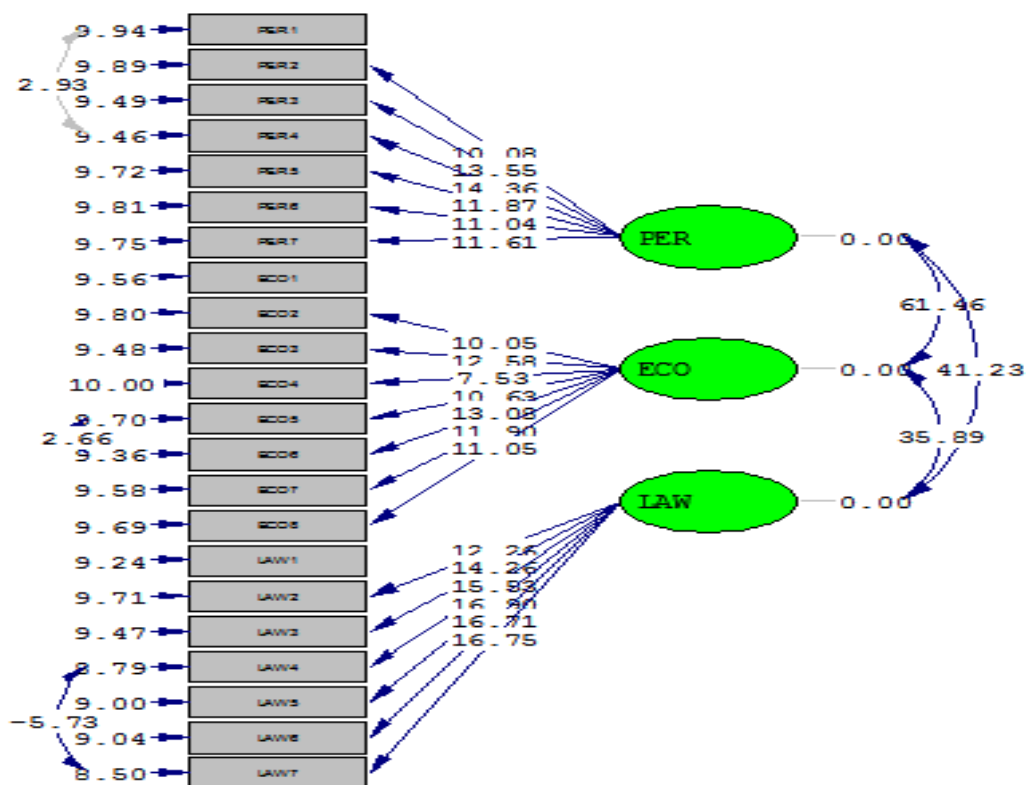 9.94 PER1
9.89 PER2
2.93
9.49 PER3
9.46 PER4
9.72 PER5
9.81 PER6
9.75 PER7
9.56 ECO1
9.80 ECO2
9.48 ECO3
10.00 ECO4
9.70 ECO5
2.66
9.36 ECO6
9.58 ECO7
9.69 ECO8
9.24 LAW1
9.71 LAW2
9.47 LAW3
8.79 LAW4
9.00 LAW5
-5.73
9.04 LAW6
8.50 LAW7
10.08
13.55
14.36
11.87
11.04
11.61
10.05
12.58
7.53
10.63
13.08
11.90
11.05
12.26
14.26
16.71
16.75
PER 0.00
61.46
ECO 0.00
41.23
35.89
LAW 0.00